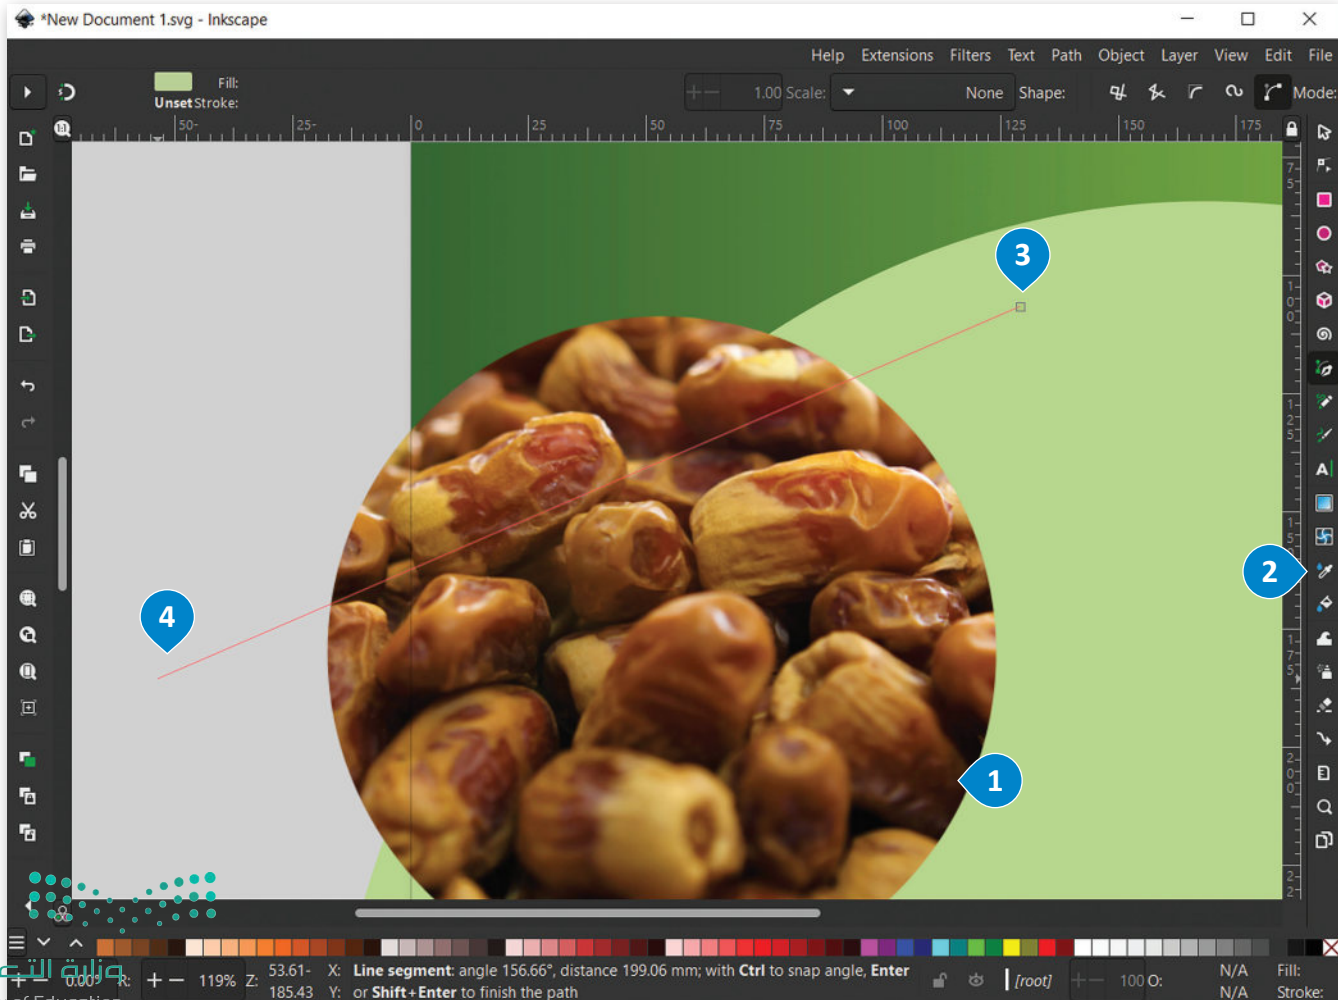 *New Document 1.svg - Inkscape
Help Extensions Filters Text Path Object Layer View Edit File
Fill:
Unset Stroke:
1.00 Scale: None Shape: Mode:
50- 25- 0 25 50 75 100 125 150 175
3
2
4
1
0.00° R: 119% Z:
53.61- X:
185.43 Y:
Line segment: angle 156.66°, distance 199.06 mm; with Ctrl to snap angle, Enter
or Shift+Enter to finish the path
[root] 100 O:
N/A Fill:
N/A Stroke: